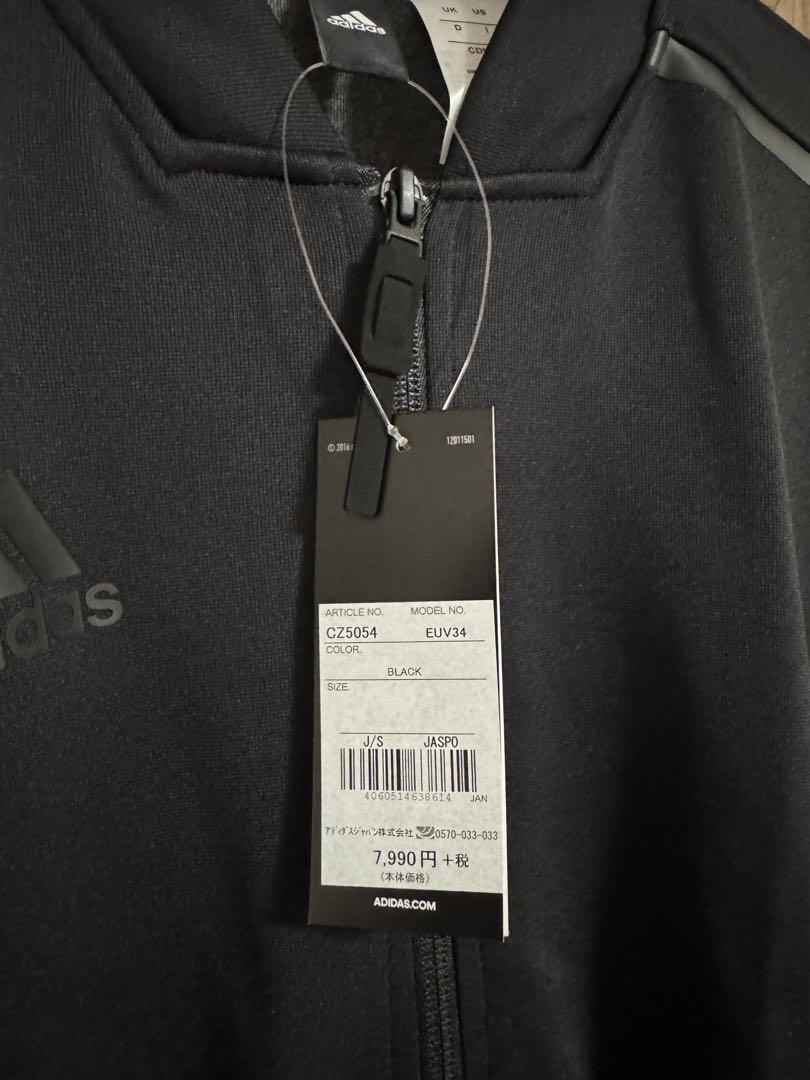 adidas
UK US
D
© 2016
12011501
adidas
ARTICLE NO. MODEL NO.
CZ5054 EUV34
COLOR.
BLACK
SIZE.
J/S JASPO
4060514638614 JAN
アディダスジャパン株式会社 0570-033-033
7,990円+税
(本体価格)
ADIDAS.COM